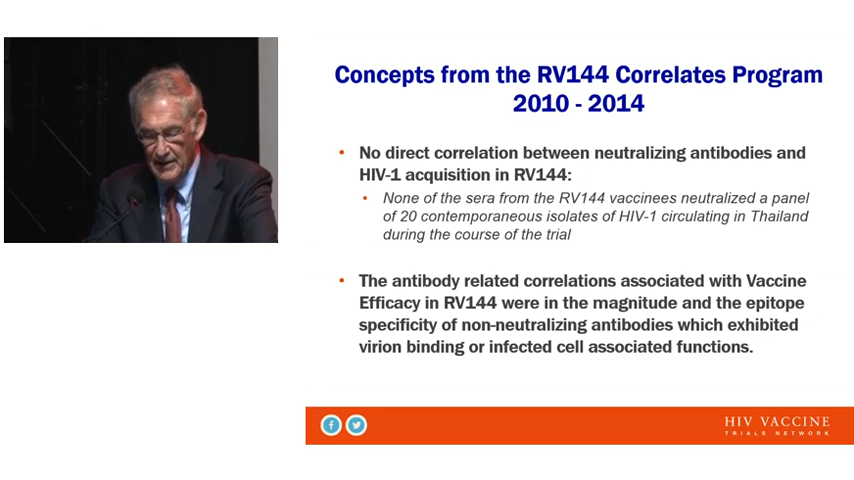 Concepts from the RV144 Correlates Program
2010 - 2014
• No direct correlation between neutralizing antibodies and
HIV-1 acquisition in RV144:
• None of the sera from the RV144 vaccinees neutralized a panel
of 20 contemporaneous isolates of HIV-1 circulating in Thailand
during the course of the trial
• The antibody related correlations associated with Vaccine
Efficacy in RV144 were in the magnitude and the epitope
specificity of non-neutralizing antibodies which exhibited
virion binding or infected cell associated functions.
HIV VACCINE
TRIALS NETWORK